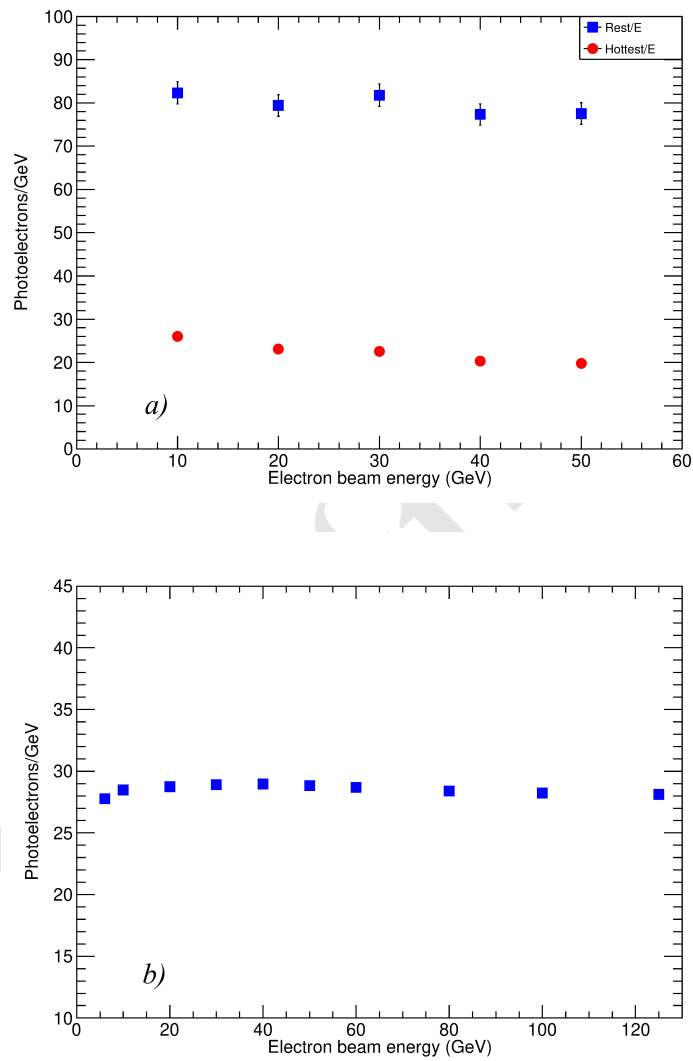 100
90
80
70
60
50
40
30
20
10
0
Photoelectrons/GeV
Rest/E
Hottest/E
a)
0 10 20 30 40 50 60
Electron beam energy (GeV)
45
40
35
30
25
20
15
10
Photoelectrons/GeV
b)
0 20 40 60 80 100 120
Electron beam energy (GeV)